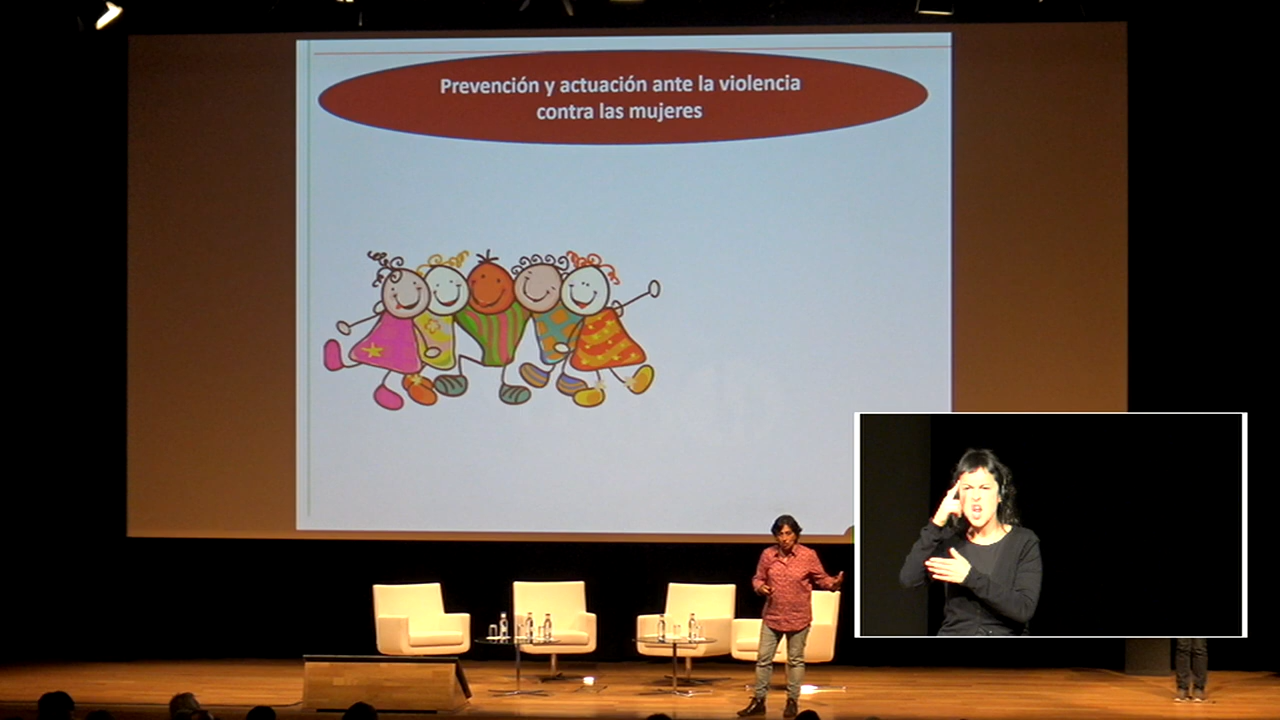 Prevención y actuación ante la violencia
contra las mujeres